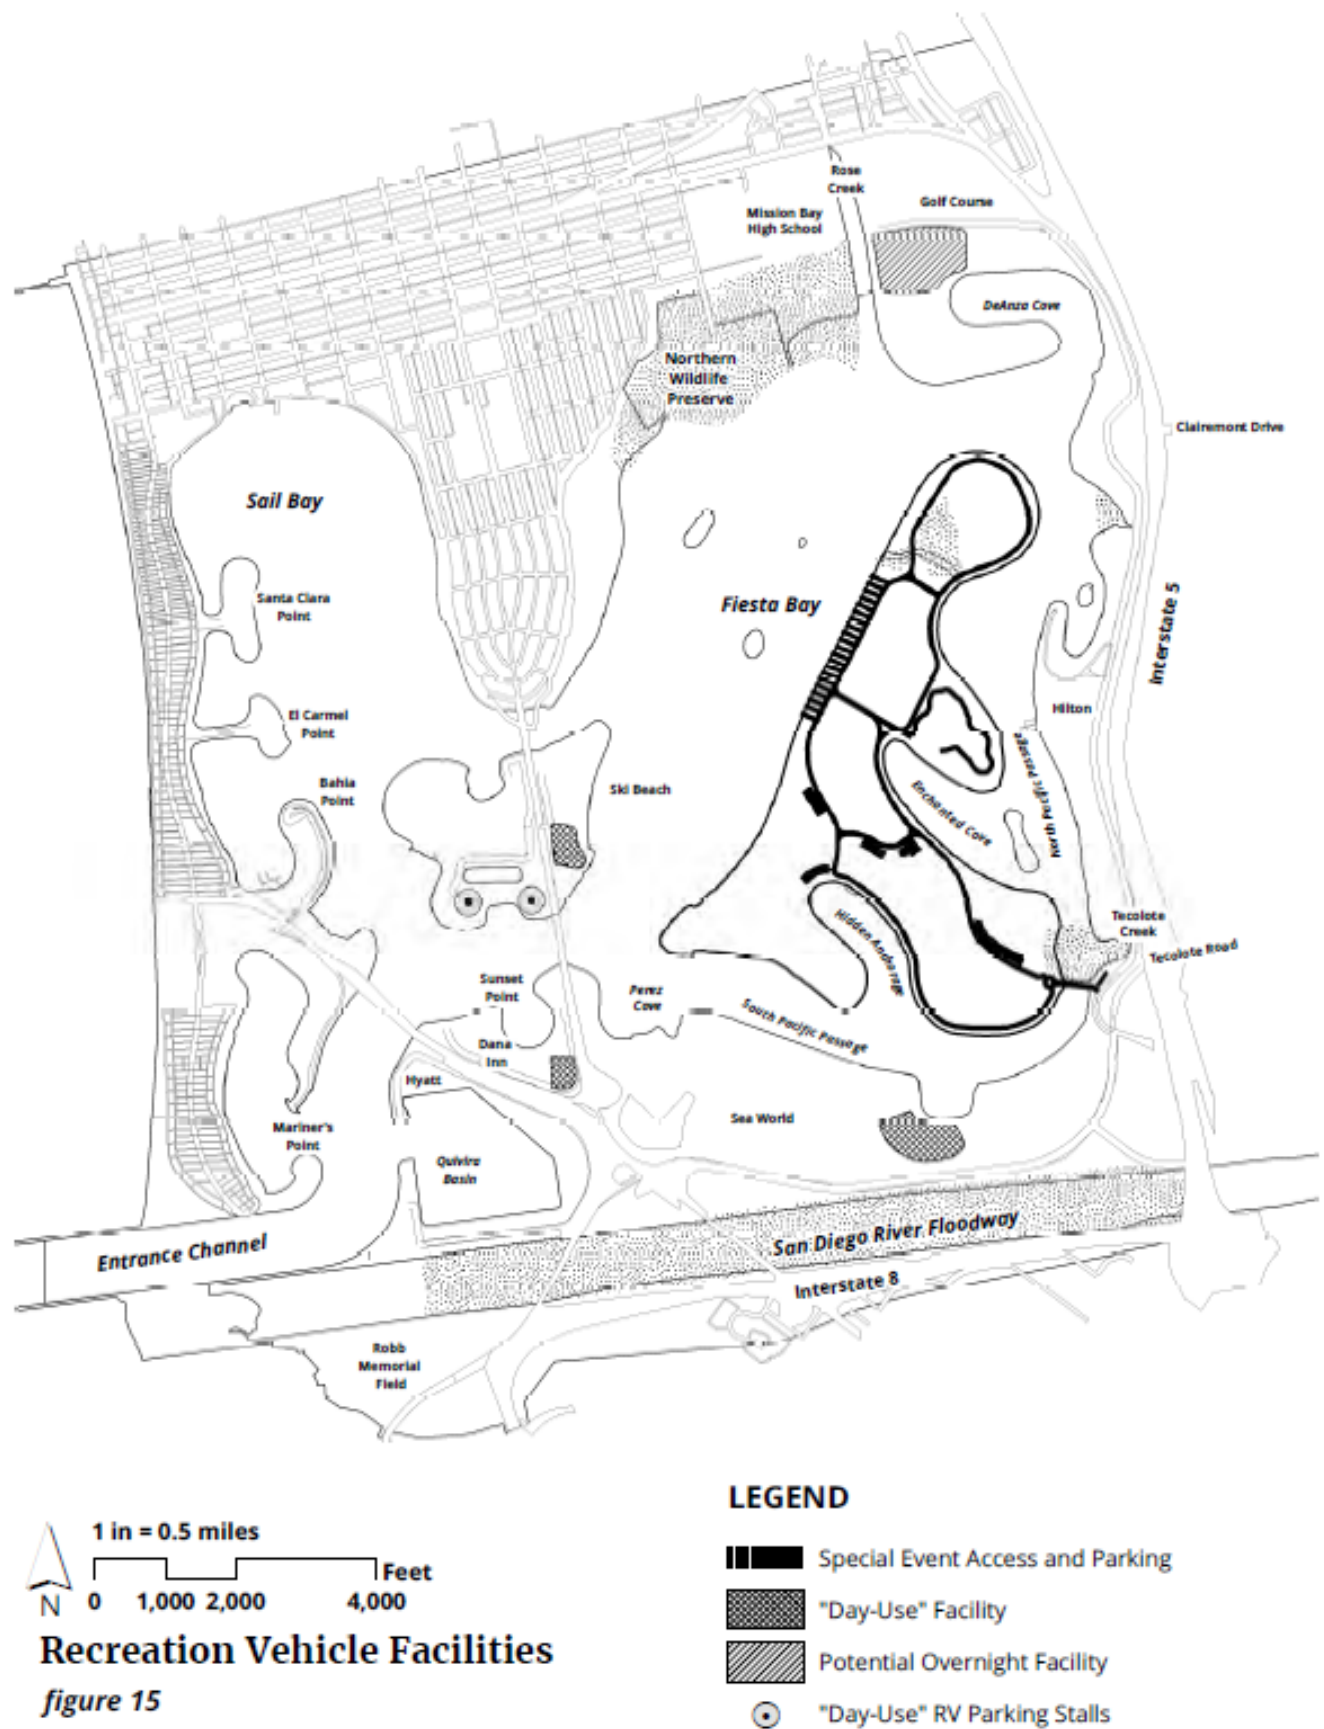 Rose
Creek
Golf Course
Mission Bay
High School
DeAnza Cove
Northern
Wildlife
Preserve
Clairemont Drive
Sail Bay
Santa Clara
Point
Fiesta Bay
Interstate 5
El Carmel
Point
Hilton
North Pacific Passage
Bahia
Point
Ski Beach
Enchanted Cove
Hidden Anchorage
Tecolote
Creek
Tecolote Road
Sunset
Point
Perez
Cove
South Pacific Passage
Dana
Inn
Hyatt
Sea World
Mariner's
Point
Quivira
Basin
San Diego River Floodway
Entrance Channel
Interstate 8
Robb
Memorial
Field
1 in = 0.5 miles
Feet
N 0 1,000 2,000 4,000
Recreation Vehicle Facilities
figure 15
LEGEND
Special Event Access and Parking
"Day-Use" Facility
Potential Overnight Facility
"Day-Use" RV Parking Stalls